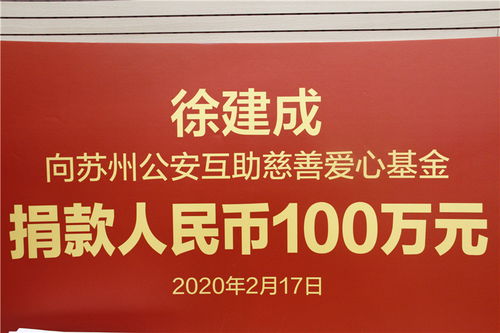 徐建成
向苏州公安互助慈善爱心基金
捐款人民币100万元
2020年2月17日